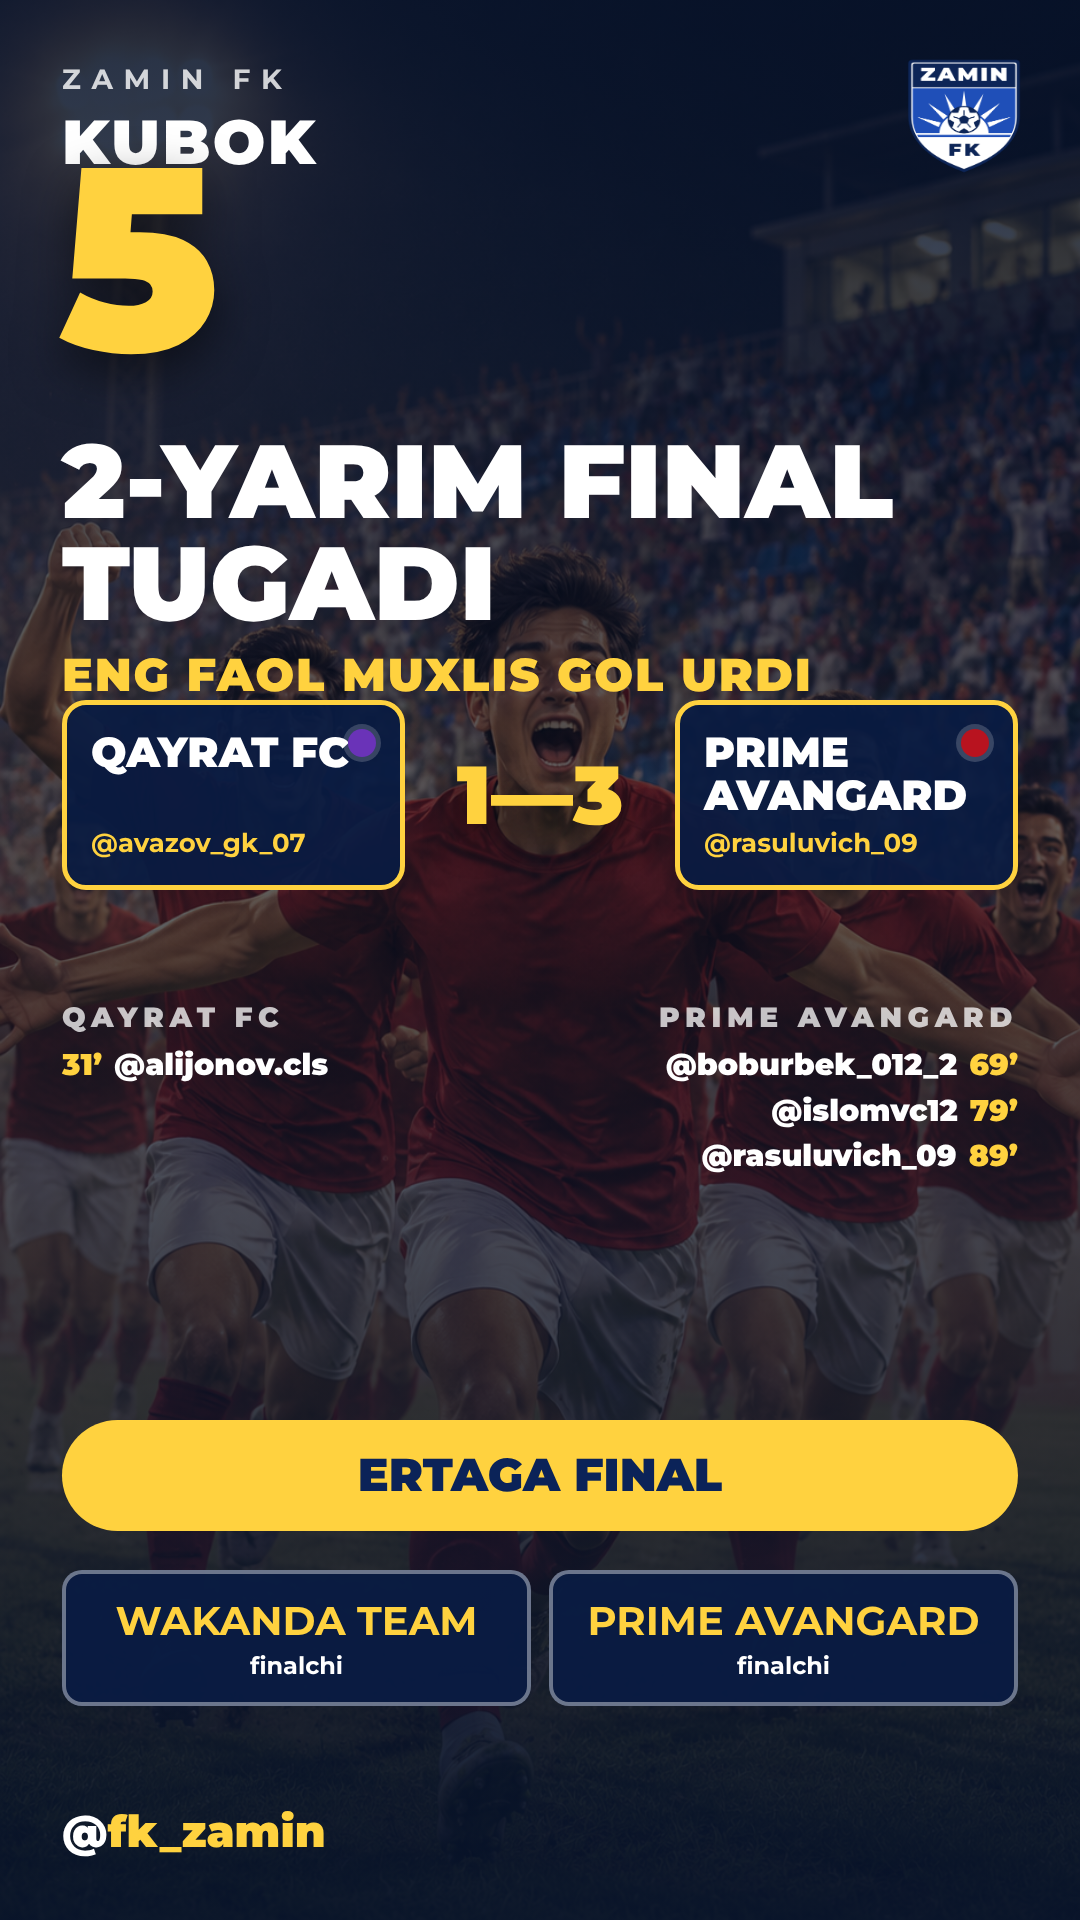 ZAMIN FK
KUBOK
5
ZAMIN
FK
2-YARIM FINAL
TUGADI
ENG FAOL MUXLIS GOL URDI
QAYRAT FC
@avazov_gk_07
1—3
PRIME
AVANGARD
@rasuluvich_09
QAYRAT FC
31’ @alijonov.cls
PRIME AVANGARD
@boburbek_012_2 69’
@islomvc12 79’
@rasuluvich_09 89’
ERTAGA FINAL
WAKANDA TEAM
finalchi
PRIME AVANGARD
finalchi
@fk_zamin